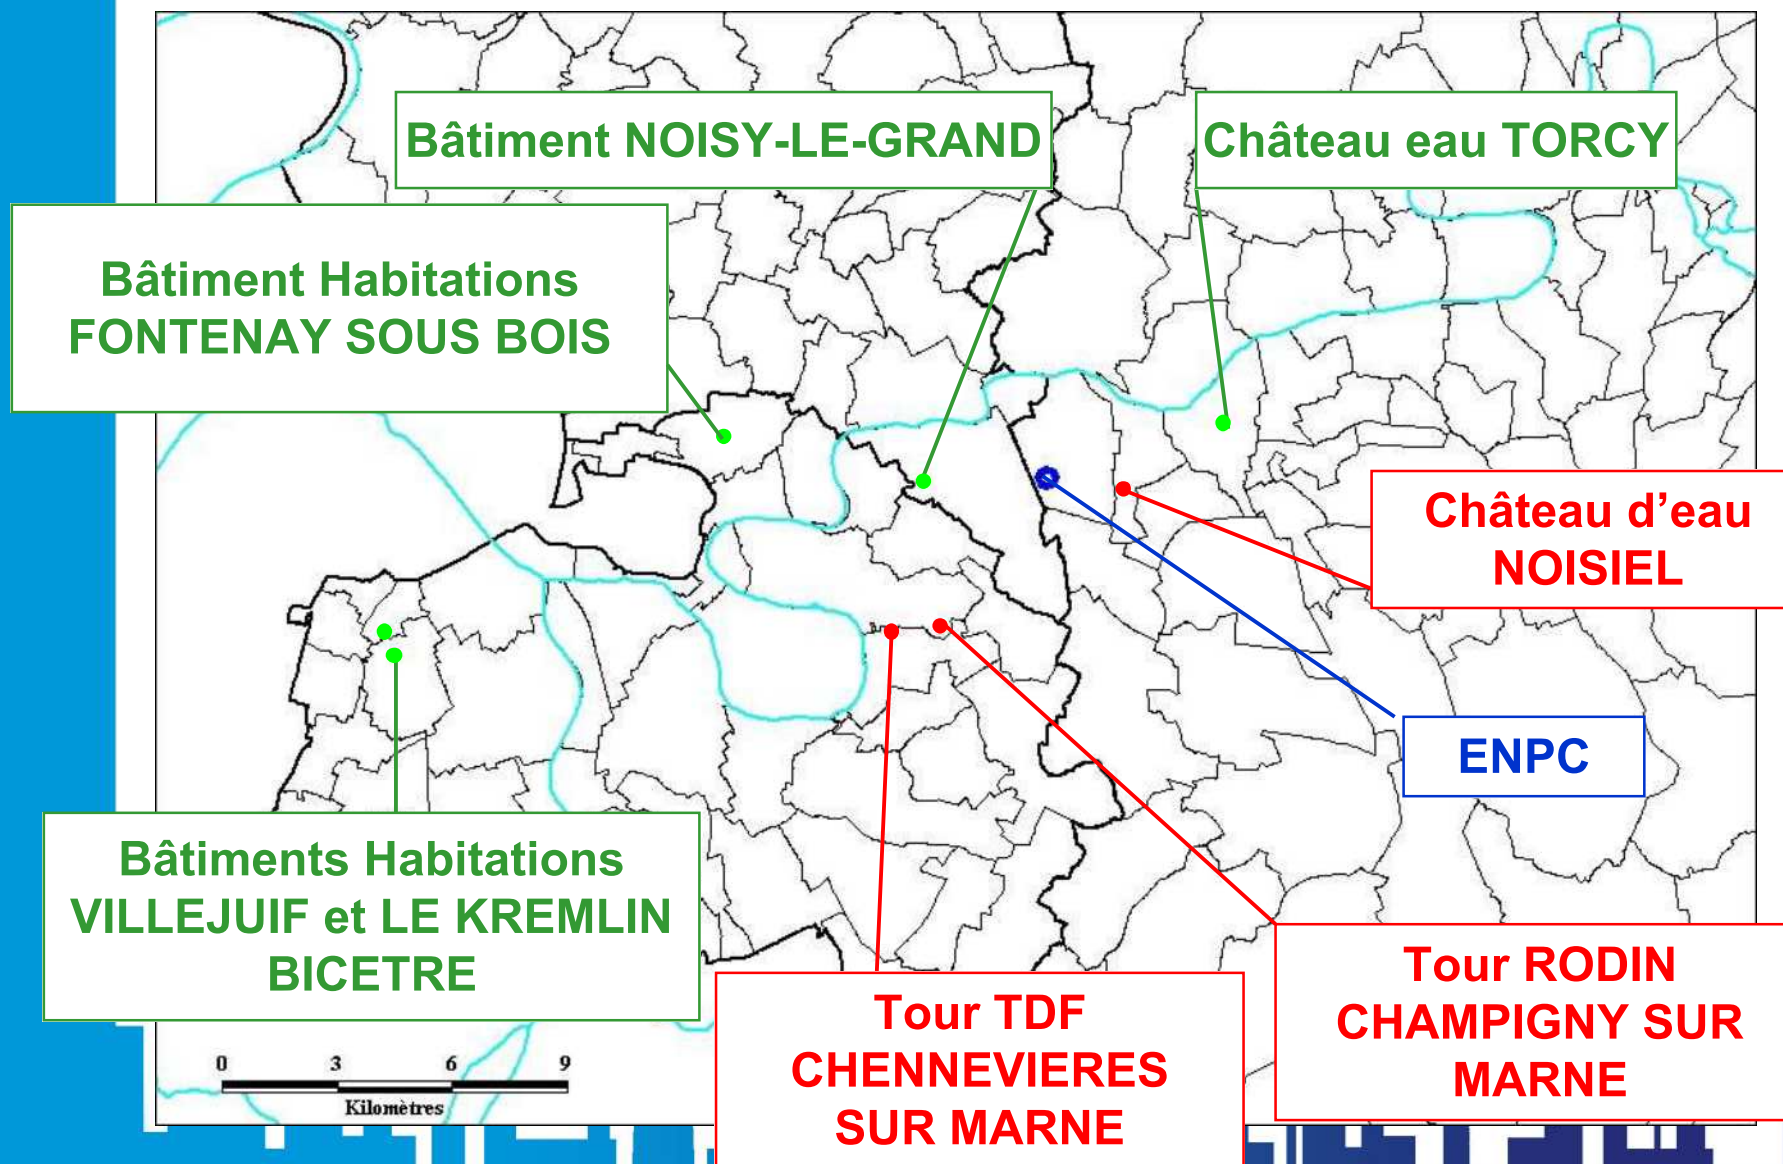 Bâtiment NOISY-LE-GRAND
Château eau TORCY
Bâtiment Habitations
FONTENAY SOUS BOIS
Château d'eau
NOISIEL
ENPC
Bâtiments Habitations
VILLEJUIF et LE KREMLIN
BICETRE
Tour RODIN
CHAMPIGNY SUR
MARNE
Tour TDF
CHENNEVIERES
SUR MARNE
0 3 6 9
Kilomètres